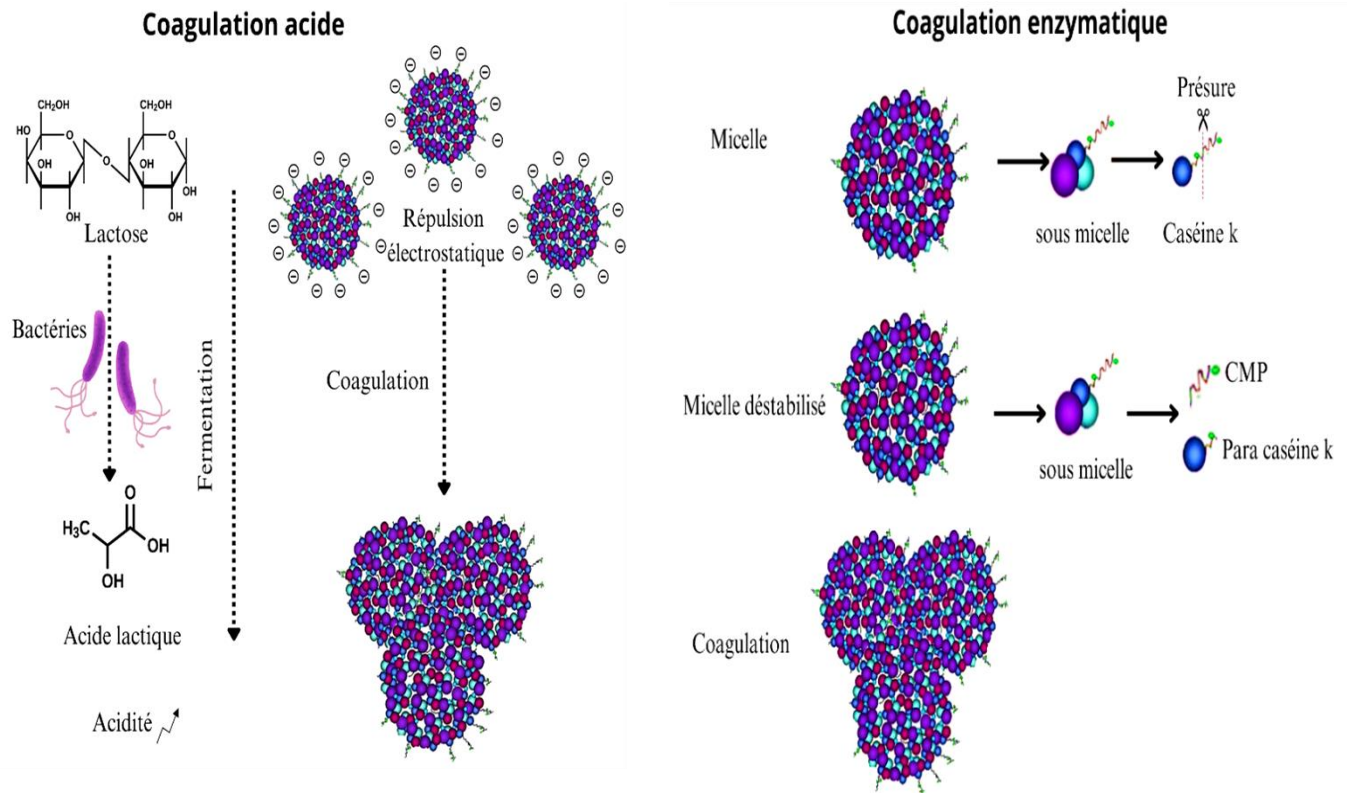 Coagulation acide
CH₂OH
CH₂OH
HO
O
O
OH
O
OH
OH
OH
OH
Lactose
Bactéries
Fermentation
H₃C
O
OH
OH
Acide lactique
Acidité
Répulsion
électrostatique
Coagulation
Coagulation enzymatique
Micelle
sous micelle
Présure
Caséine k
Micelle déstabilisé
sous micelle
CMP
Para caséine k
Coagulation